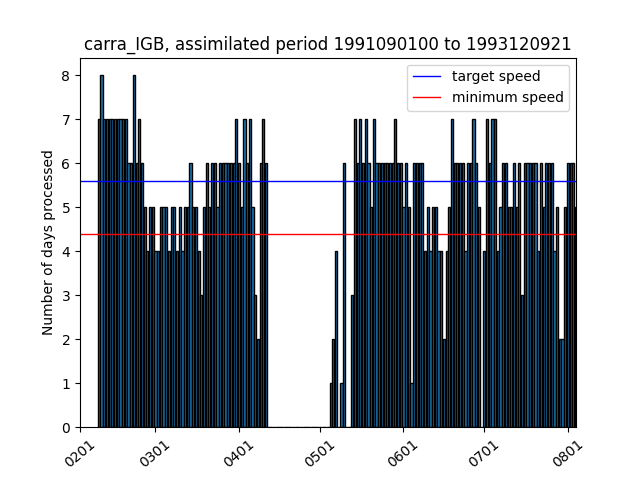 carra_IGB, assimilated period 1991090100 to 1993120921
target speed
minimum speed
Number of days processed
8
7
6
5
4
3
2
1
0
0201 0301 0401 0501 0601 0701 0801